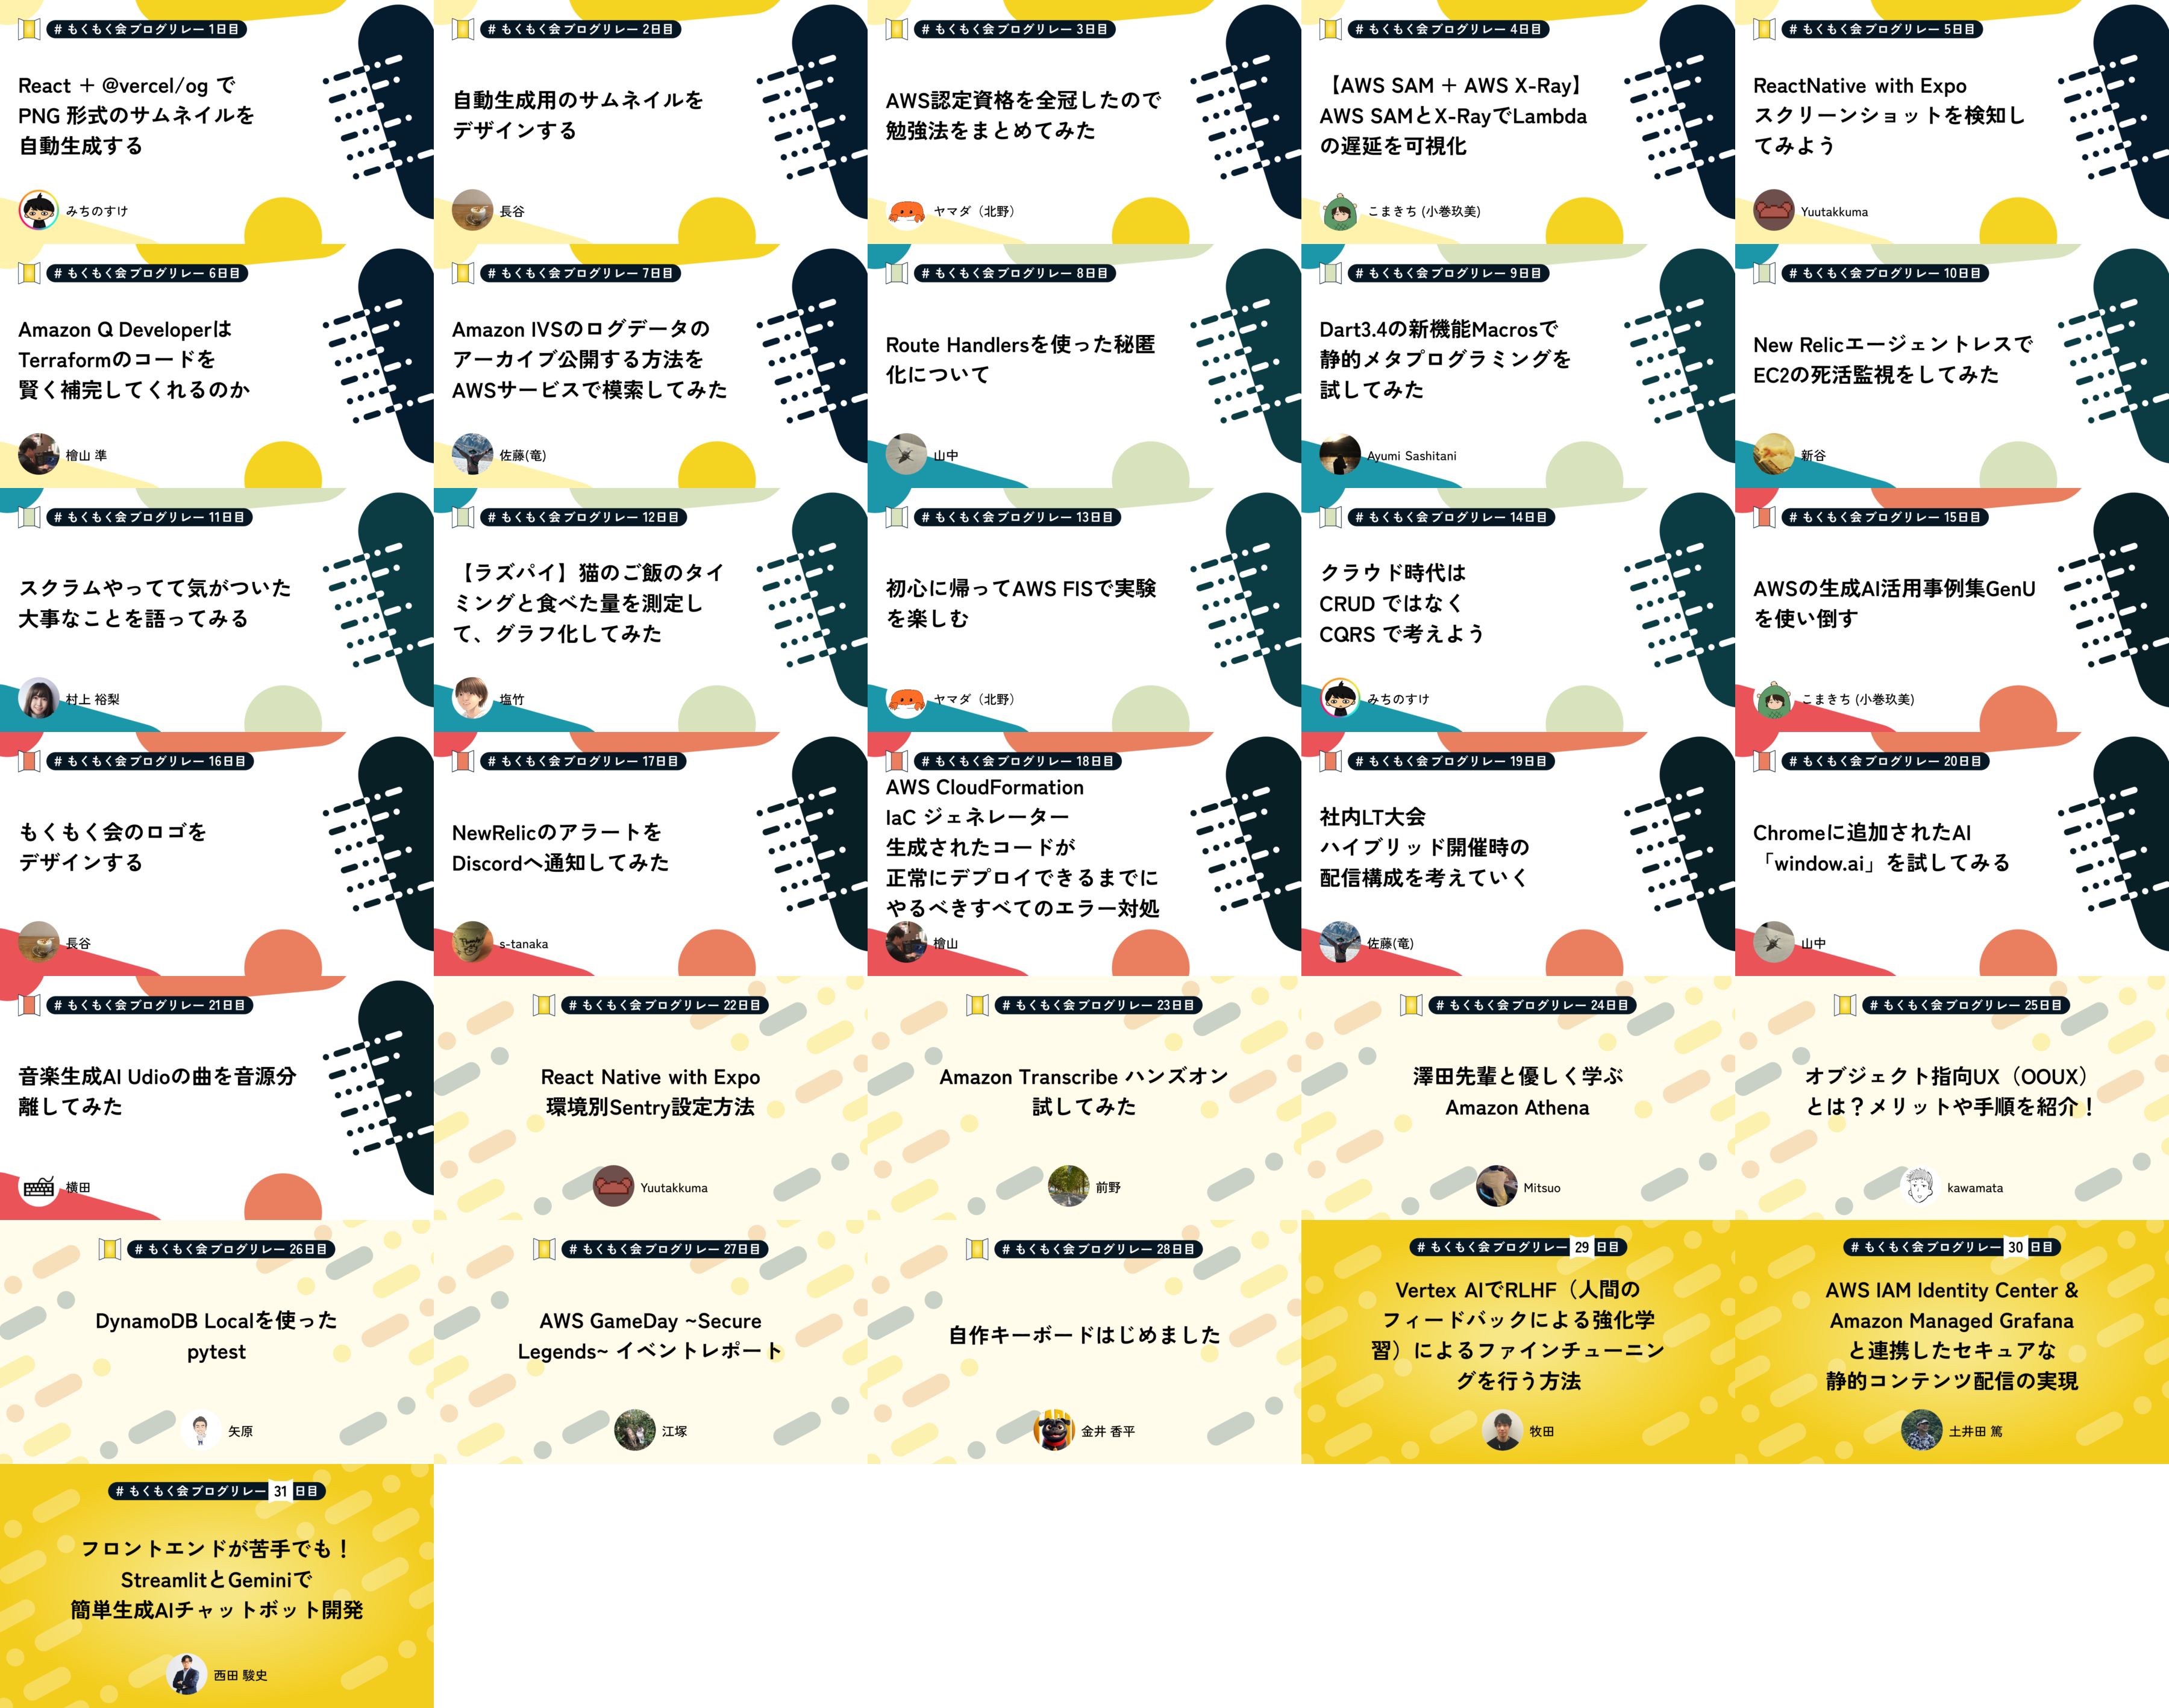 # もくもく会ブログリレー 1日目
React + @vercel/og で
PNG 形式のサムネイルを
自動生成する
みちのすけ
# もくもく会ブログリレー 2日目
自動生成用のサムネイルを
デザインする
長谷
# もくもく会ブログリレー 3日目
AWS認定資格を全冠したので
勉強法をまとめてみた
ヤマダ（北野）
# もくもく会ブログリレー 4日目
【AWS SAM + AWS X-Ray】
AWS SAMとX-RayでLambda
の遅延を可視化
こまきち (小巻玖美)
# もくもく会ブログリレー 5日目
ReactNative with Expo
スクリーンショットを検知し
てみよう
Yuutakkuma
# もくもく会ブログリレー 6日目
Amazon Q Developerは
Terraformのコードを
賢く補完してくれるのか
檜山 準
# もくもく会ブログリレー 7日目
Amazon IVSのログデータの
アーカイブ公開する方法を
AWSサービスで模索してみた
佐藤(竜)
# もくもく会ブログリレー 8日目
Route Handlersを使った秘匿
化について
山中
# もくもく会ブログリレー 9日目
Dart3.4の新機能Macrosで
静的メタプログラミングを
試してみた
Ayumi Sashitani
# もくもく会ブログリレー 10日目
New Relicエージェントレスで
EC2の死活監視をしてみた
新谷
# もくもく会ブログリレー 11日目
スクラムやってて気がついた
大事なことを語ってみる
村上 裕梨
# もくもく会ブログリレー 12日目
【ラズパイ】猫のご飯のタイ
ミングと食べた量を測定し
て、グラフ化してみた
塩竹
# もくもく会ブログリレー 13日目
初心に帰ってAWS FISで実験
を楽しむ
ヤマダ（北野）
# もくもく会ブログリレー 14日目
クラウド時代は
CRUD ではなく
CQRS で考えよう
みちのすけ
# もくもく会ブログリレー 15日目
AWSの生成AI活用事例集GenU
を使い倒す
こまきち (小巻玖美)
# もくもく会ブログリレー 16日目
もくもく会のロゴを
デザインする
長谷
# もくもく会ブログリレー 17日目
NewRelicのアラートを
Discordへ通知してみた
s-tanaka
# もくもく会ブログリレー 18日目
AWS CloudFormation
IaC ジェネレーター
生成されたコードが
正常にデプロイできるまでに
やるべきすべてのエラー対処
檜山
# もくもく会ブログリレー 19日目
社内LT大会
ハイブリッド開催時の
配信構成を考えていく
佐藤(竜)
# もくもく会ブログリレー 20日目
Chromeに追加されたAI
「window.ai」を試してみる
山中
# もくもく会ブログリレー 21日目
音楽生成AI Udioの曲を音源分
離してみた
横田
# もくもく会ブログリレー 22日目
React Native with Expo
環境別Sentry設定方法
Yuutakkuma
# もくもく会ブログリレー 23日目
Amazon Transcribe ハンズオン
試してみた
前野
# もくもく会ブログリレー 24日目
澤田先輩と優しく学ぶ
Amazon Athena
Mitsuo
# もくもく会ブログリレー 25日目
オブジェクト指向UX（OOUX）
とは？メリットや手順を紹介！
kawamata
# もくもく会ブログリレー 26日目
DynamoDB Localを使った
pytest
矢原
# もくもく会ブログリレー 27日目
AWS GameDay ~Secure
Legends~ イベントレポート
江塚
# もくもく会ブログリレー 28日目
自作キーボードはじめました
金井 香平
# もくもく会ブログリレー 29 日目
Vertex AIでRLHF（人間の
フィードバックによる強化学
習）によるファインチューニン
グを行う方法
牧田
# もくもく会ブログリレー 30 日目
AWS IAM Identity Center &
Amazon Managed Grafana
と連携したセキュアな
静的コンテンツ配信の実現
土井田 篤
# もくもく会ブログリレー 31 日目
フロントエンドが苦手でも！
StreamlitとGeminiで
簡単生成AIチャットボット開発
西田 駿史